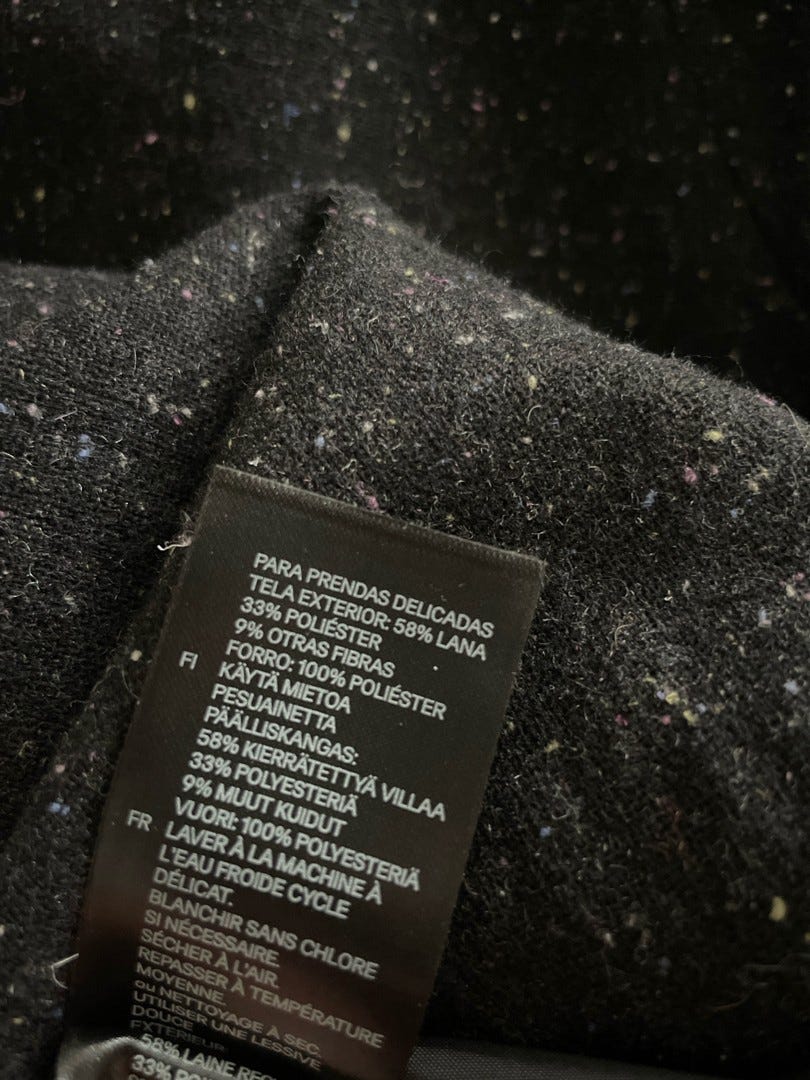 PARA PRENDAS DELICADAS
TELA EXTERIOR: 58% LANA
33% POLIÉSTER
9% OTRAS FIBRAS
FORRO: 100% POLIÉSTER
FI KÄYTÄ MIETOA
PESUAINETTA
PÄÄLLISKANGAS:
58% KIERRÄTETTYÄ VILLAA
33% POLYESTERIÄ
9% MUUT KUIDUT
VUORI: 100% POLYESTERIÄ
FR LAVER À LA MACHINE À
L'EAU FROIDE CYCLE
DÉLICAT.
BLANCHIR SANS CHLORE
SI NÉCESSAIRE
SÉCHER À L'AIR.
REPASSER À TEMPÉRATURE
MOYENNE.
OU NETTOYAGE À SEC.
UTILISER UNE LESSIVE
DOUCE
EXTERIEUR:
58% LAINE
33%